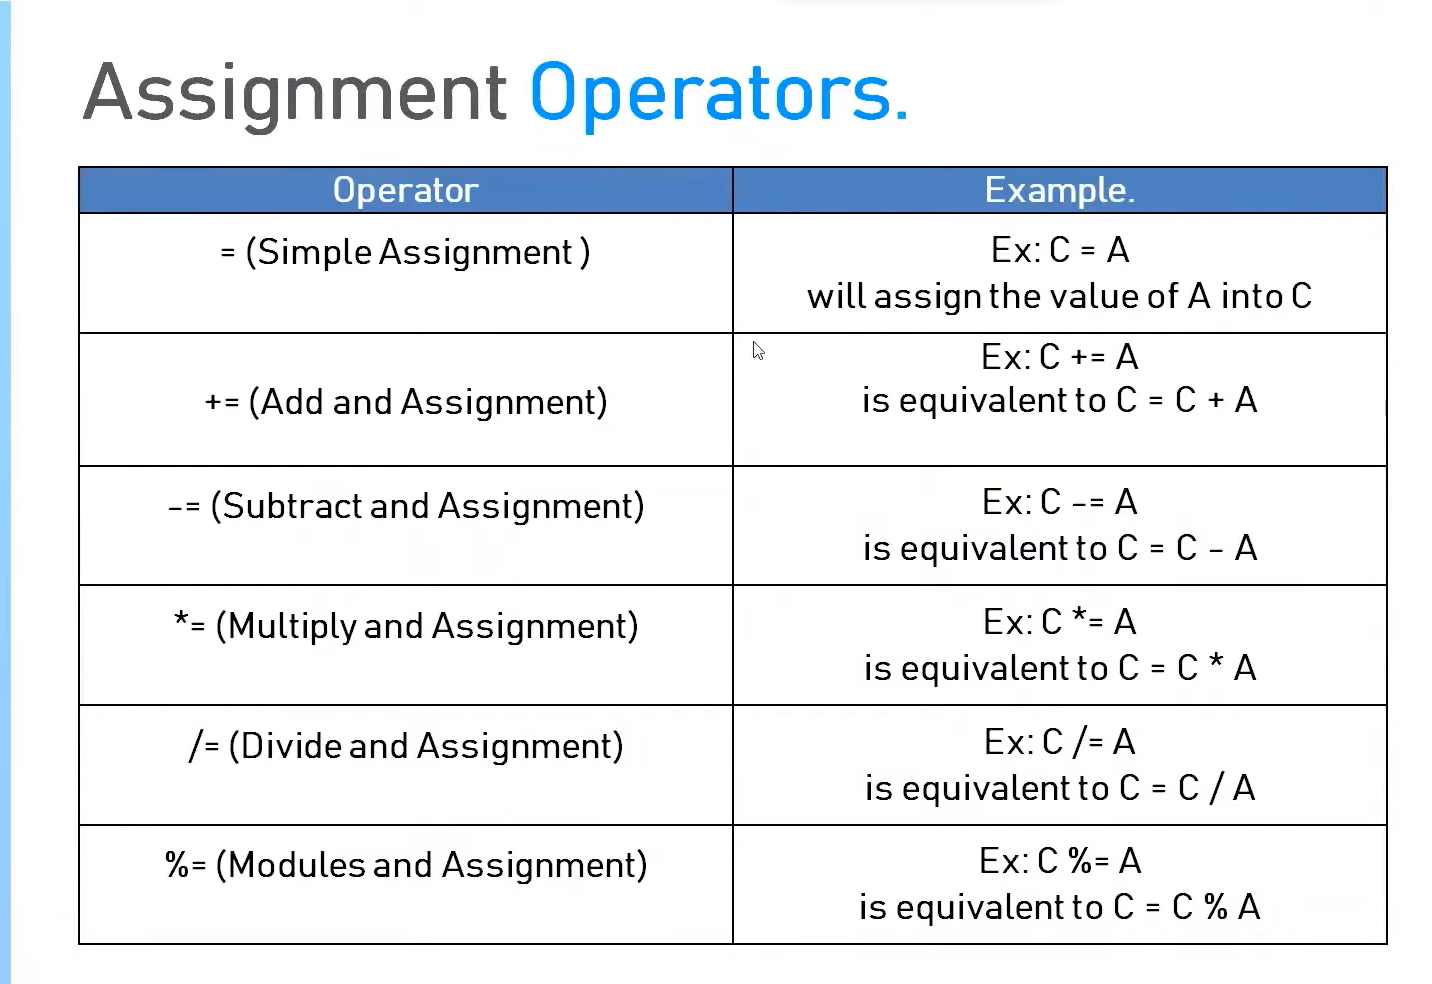 Assignment Operators.
Operator
Example.
= (Simple Assignment )
Ex: C = A
will assign the value of A into C
+= (Add and Assignment)
Ex: C += A
is equivalent to C = C + A
-= (Subtract and Assignment)
Ex: C -= A
is equivalent to C = C - A
*= (Multiply and Assignment)
Ex: C *= A
is equivalent to C = C * A
/= (Divide and Assignment)
Ex: C /= A
is equivalent to C = C / A
%= (Modules and Assignment)
Ex: C %= A
is equivalent to C = C % A